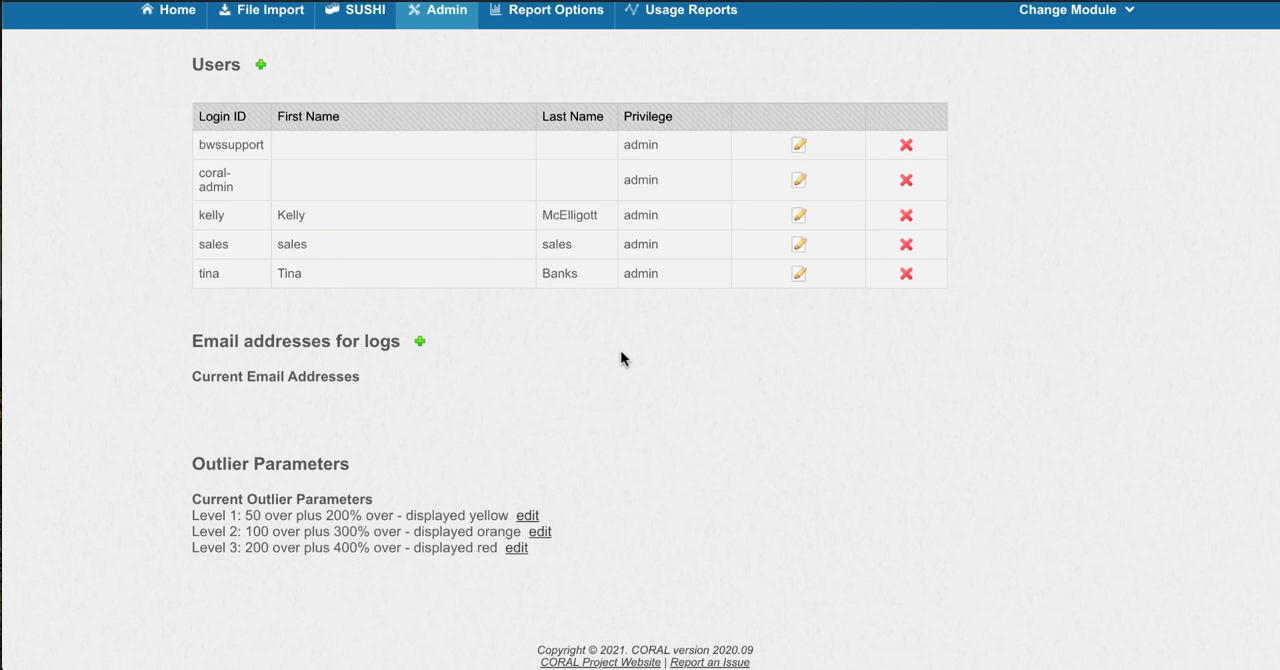 Home File Import SUSHI Admin Report Options Usage Reports Change Module
Users
Login ID First Name Last Name Privilege
bwssupport admin
coral-
admin admin
kelly Kelly McElligott admin
sales sales sales admin
tina Tina Banks admin
Email addresses for logs
Current Email Addresses
Outlier Parameters
Current Outlier Parameters
Level 1: 50 over plus 200% over - displayed yellow edit
Level 2: 100 over plus 300% over - displayed orange edit
Level 3: 200 over plus 400% over - displayed red edit
Copyright © 2021. CORAL version 2020.09
CORAL Project Website | Report an Issue